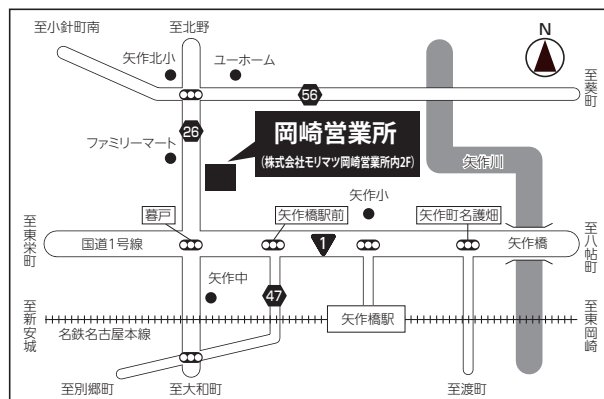 至小針町南
至北野
N
矢作北小
ユーホーム
56
至葵町
26
岡崎営業所
(株式会社モリマツ岡崎営業所内2F)
ファミリーマート
矢作川
矢作小
暮戸
矢作橋駅前
矢作町名護畑
至東栄町
国道1号線
1
矢作橋
至八帖町
矢作中
47
至新安城
矢作橋駅
至東岡崎
名鉄名古屋本線
至別郷町
至大和町
至渡町